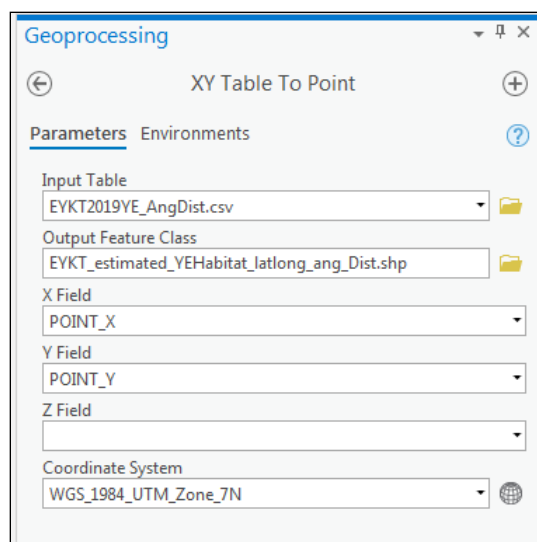 Geoprocessing
XY Table To Point
Parameters Environments
Input Table
EYKT2019YE_AngDist.csv
Output Feature Class
EYKT_estimated_YEHabitat_latlong_ang_Dist.shp
X Field
POINT_X
Y Field
POINT_Y
Z Field
Coordinate System
WGS_1984_UTM_Zone_7N